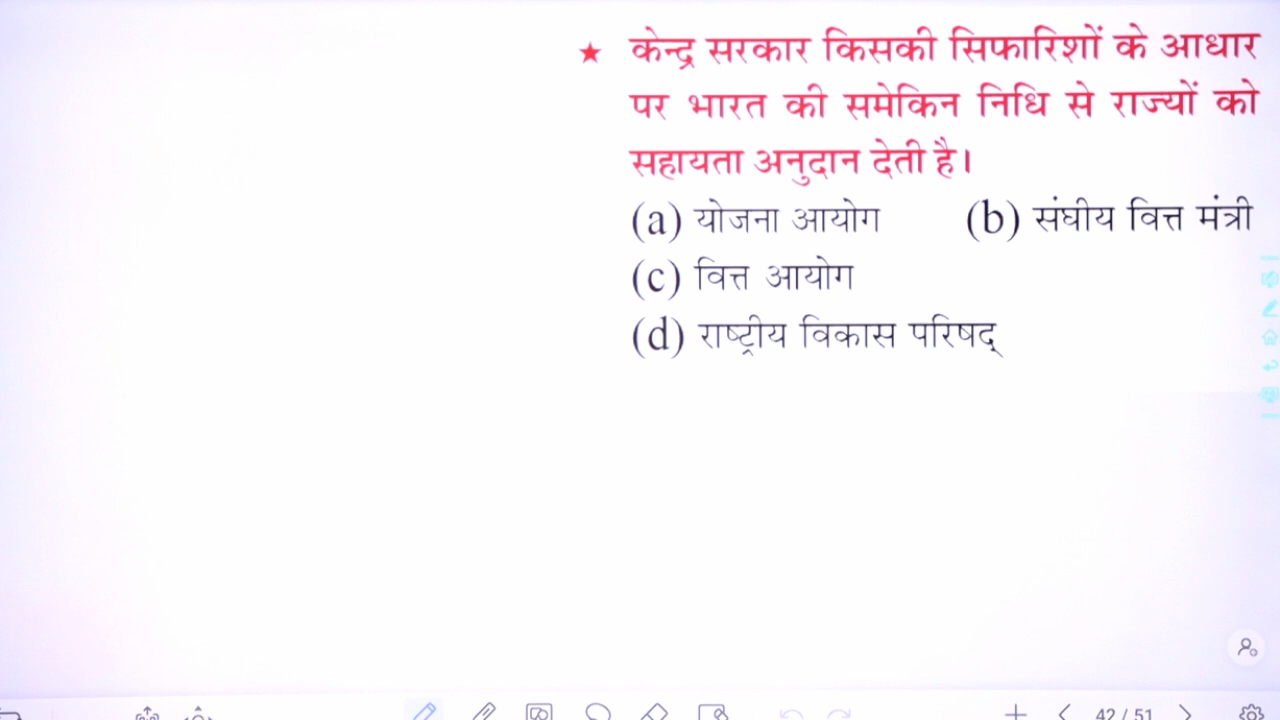 ★ केन्द्र सरकार किसकी सिफारिशों के आधार
पर भारत की समेकिन निधि से राज्यों को
सहायता अनुदान देती है।
(a) योजना आयोग (b) संघीय वित्त मंत्री
(c) वित्त आयोग
(d) राष्ट्रीय विकास परिषद्
42 / 51